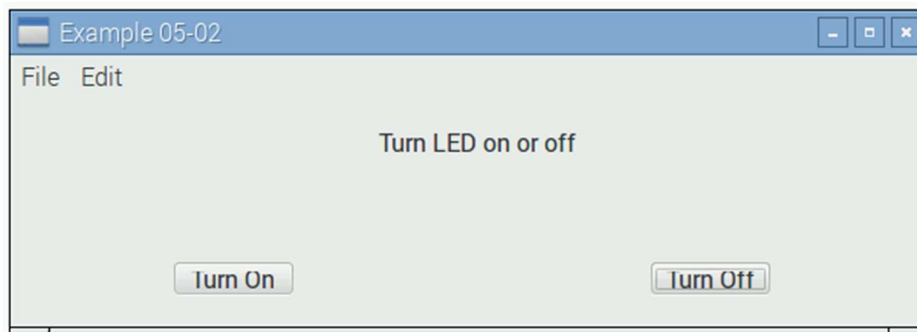 Example 05-02
File Edit
Turn LED on or off
Turn On Turn Off